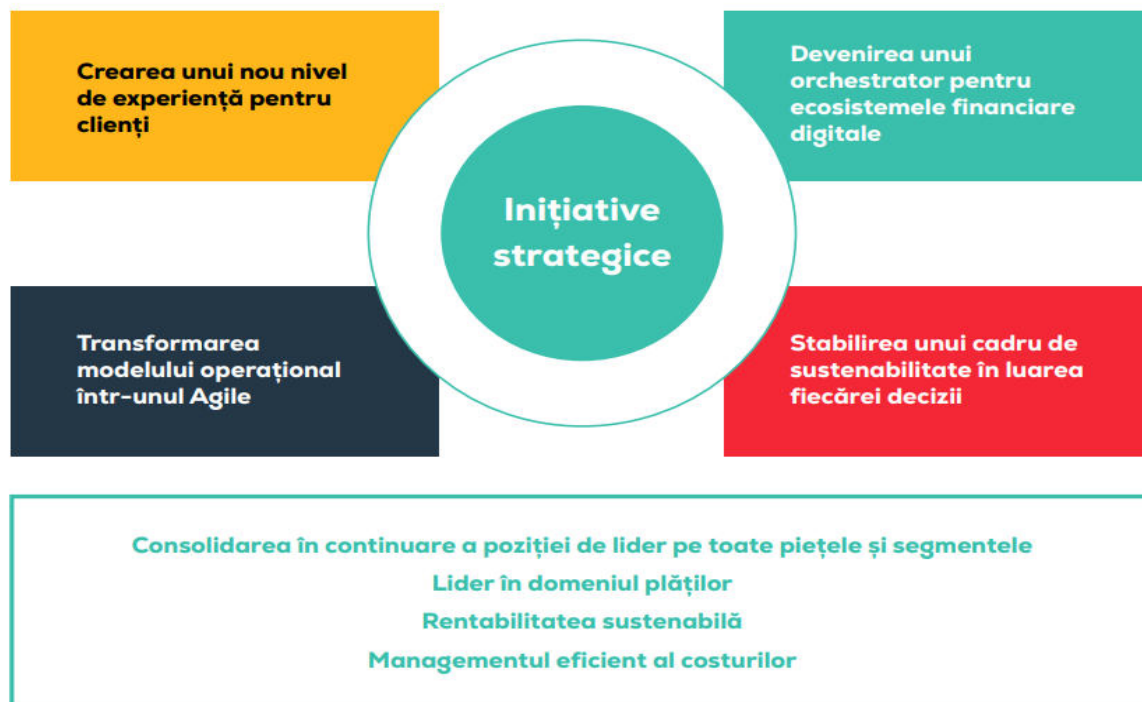 Crearea unui nou nivel
de experiență pentru
clienți
Devenirea unui
orchestrator pentru
ecosistemele financiare
digitale
Inițiative
strategice
Transformarea
modelului operațional
într-unul Agile
Stabilirea unui cadru de
sustenabilitate în luarea
fiecărei decizii
Consolidarea în continuare a poziției de lider pe toate piețele și segmentele
Lider în domeniul plăților
Rentabilitatea sustenabilă
Managementul eficient al costurilor